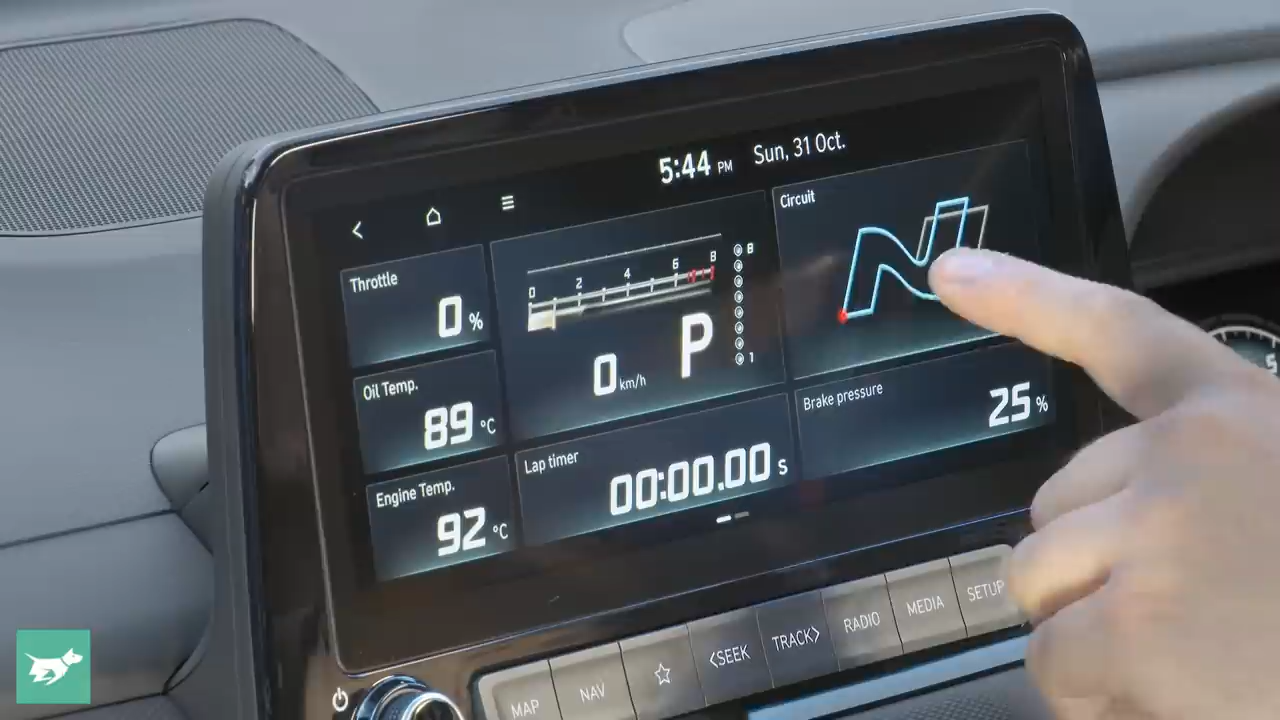 5:44 PM Sun, 31 Oct.
Throttle
0 %
Oil Temp.
89 °C
Engine Temp.
92 °C
0 2 4 6 8
8
1
P
0 km/h
Lap timer
00:00.00 s
Circuit
Brake pressure
25 %
MAP
NAV
<SEEK
TRACK>
RADIO
MEDIA
SETUP